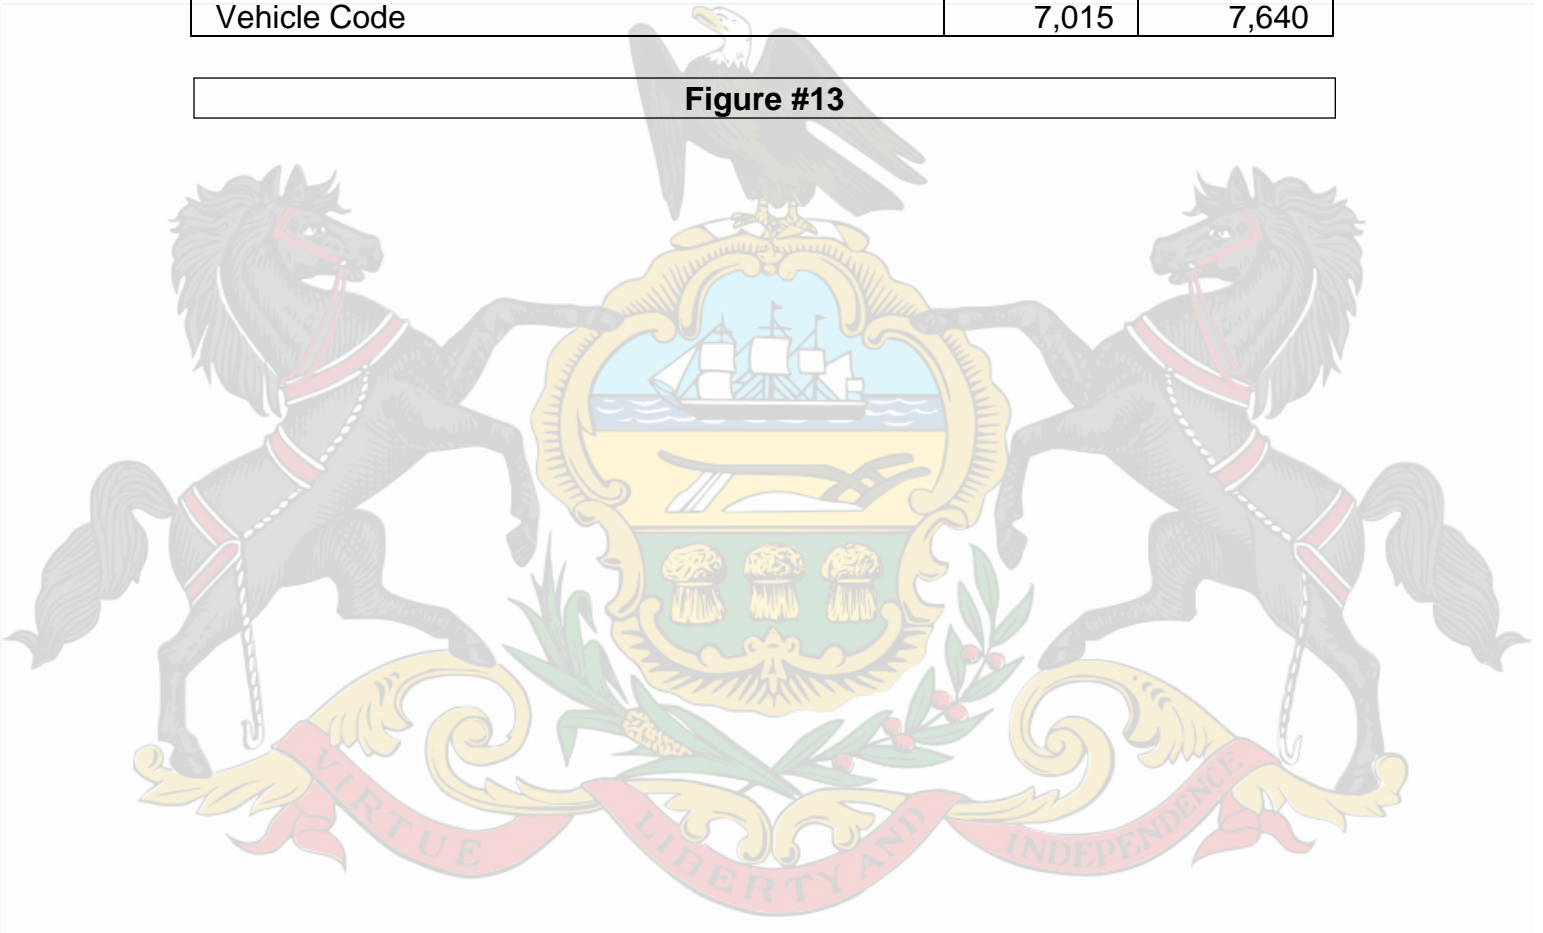 Vehicle Code 7,015 7,640
Figure #13
VIRTUE
LIBERTY AND
INDEPENDENCE